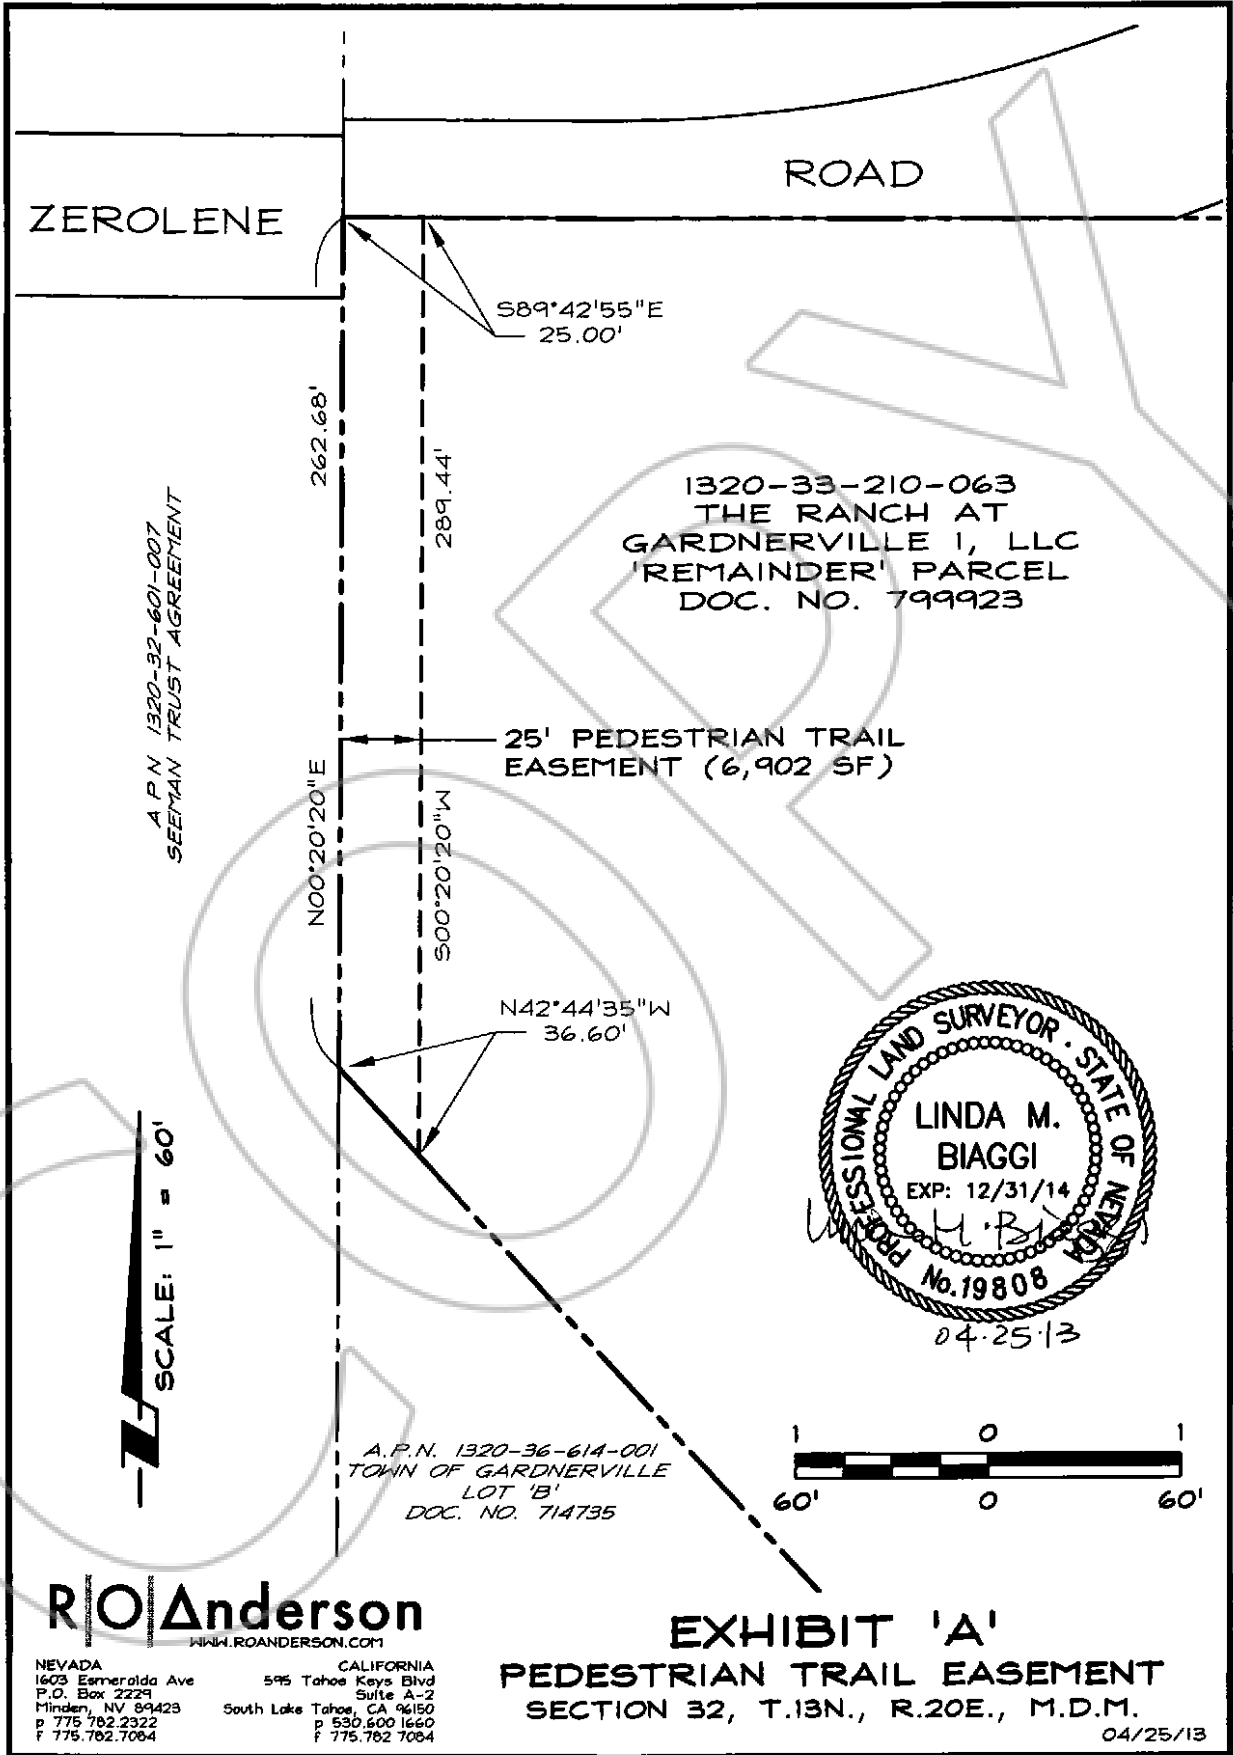 ROAD
ZEROLENE
S89°42'55"E
25.00'
262.68'
289.44'
1320-33-210-063
THE RANCH AT
GARDNERVILLE 1, LLC
'REMAINDER' PARCEL
DOC. NO. 799923
A P N 1320-32-601-007
SEEMAN TRUST AGREEMENT
25' PEDESTRIAN TRAIL
EASEMENT (6,902 SF)
N00°20'20"E
S00°20'20"W
N42°44'35"W
36.60'
PROFESSIONAL LAND SURVEYOR · STATE OF NEVADA
LINDA M.
BIAGGI
EXP: 12/31/14
No.19808
04·25·13
SCALE: 1" = 60'
A.P.N. 1320-36-614-001
TOWN OF GARDNERVILLE
LOT 'B'
DOC. NO. 714735
1 0 1
60' 0 60'
COPY
R|O|Anderson
WWW.ROANDERSON.COM
NEVADA
1603 Esmeralda Ave
P.O. Box 2229
Minden, NV 89423
p 775 782.2322
f 775.782.7084
CALIFORNIA
595 Tahoe Keys Blvd
Suite A-2
South Lake Tahoe, CA 96150
p 530.600 1660
f 775.782 7084
EXHIBIT 'A'
PEDESTRIAN TRAIL EASEMENT
SECTION 32, T.13N., R.20E., M.D.M.
04/25/13